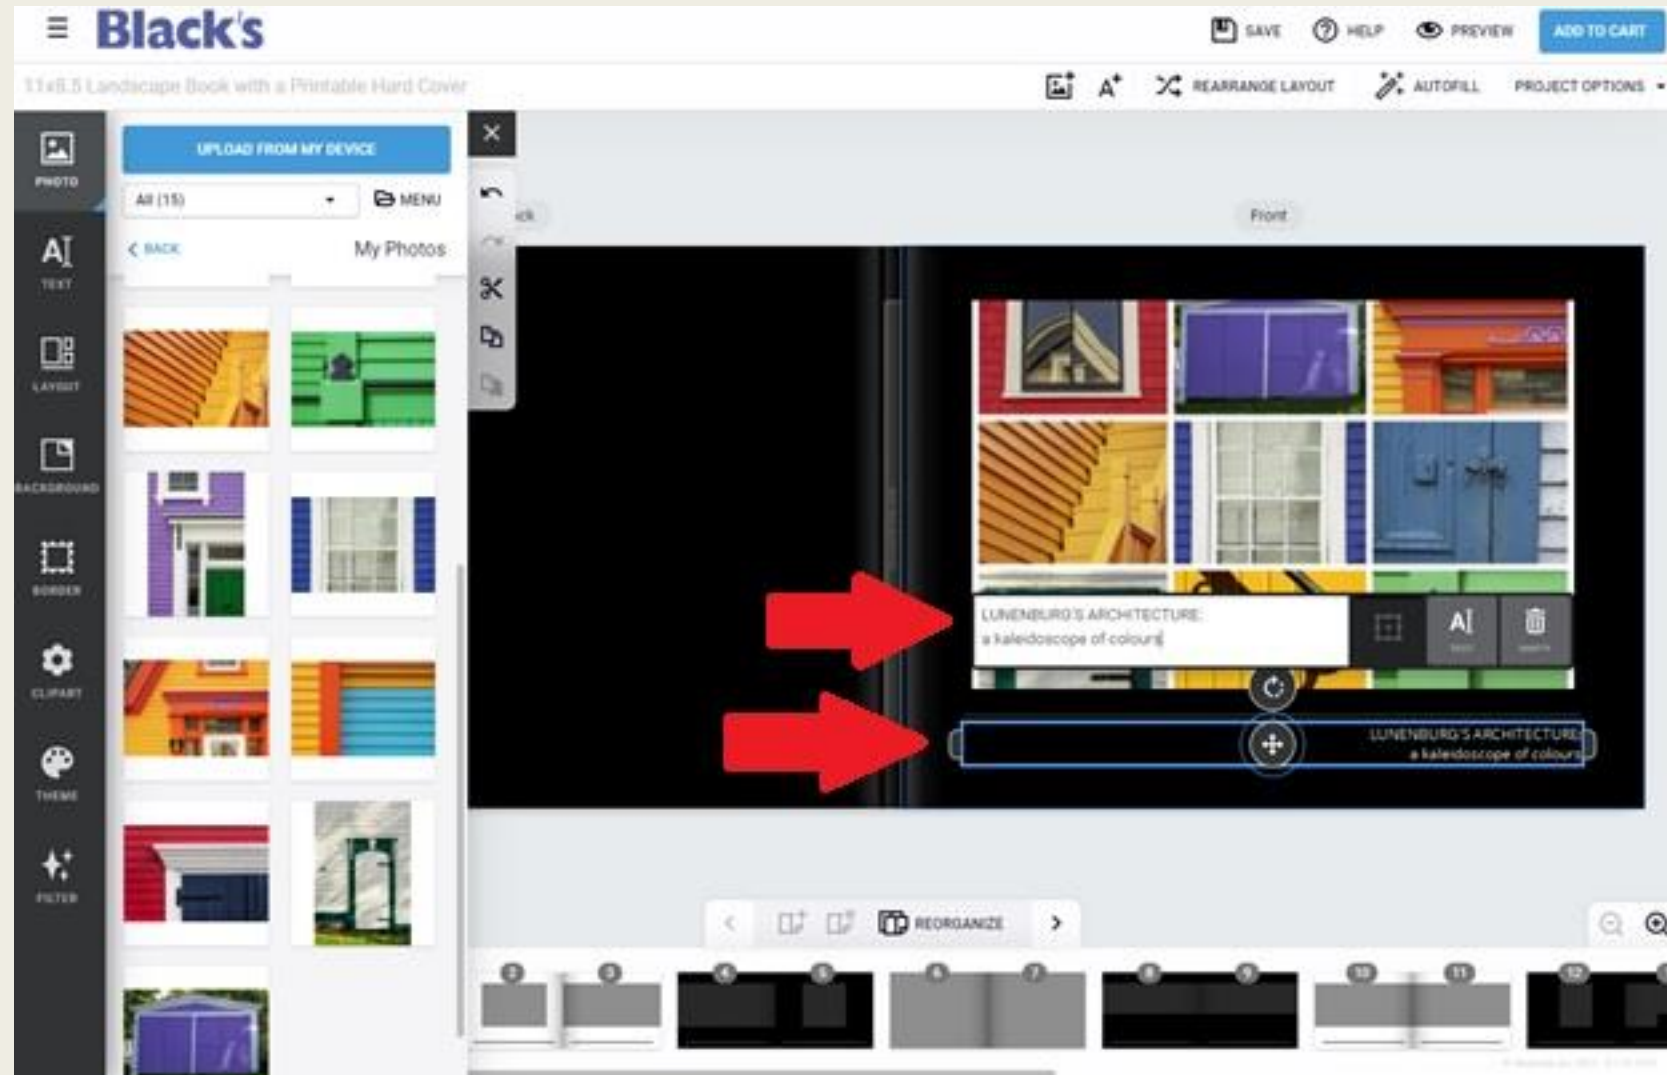 Black's
SAVE
HELP
PREVIEW
ADD TO CART
11x8.5 Landscape Book with a Printable Hard Cover
REARRANGE LAYOUT
AUTOFILL
PROJECT OPTIONS
PHOTO
TEXT
LAYOUT
BACKGROUND
BORDER
CLIPART
THEME
FILTER
UPLOAD FROM MY DEVICE
All (15)
MENU
BACK
My Photos
Front
LUNENBURG'S ARCHITECTURE:
a kaleidoscope of colours
LUNENBURG'S ARCHITECTURE:
a kaleidoscope of colours
REORGANIZE
2 3 4 5 6 7 8 9 10 11 12